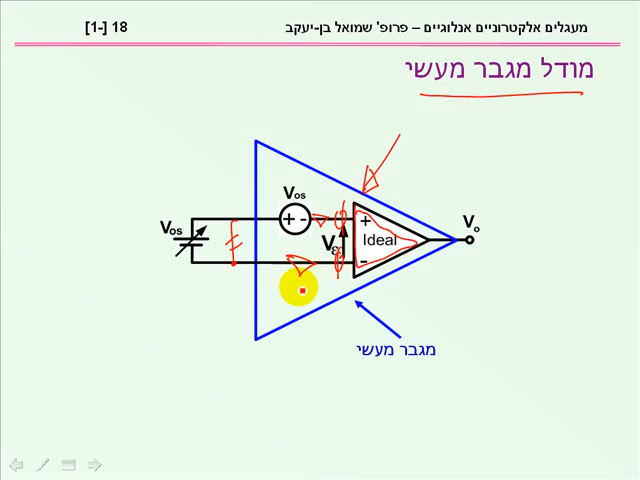 מעגלים אלקטרוניים אנלוגיים – פרופ' שמואל בן-יעקב 18 [-1]
מודל מגבר מעשי
Vos
+ -
Vos
Vε
+
Ideal
-
Vo
מגבר מעשי